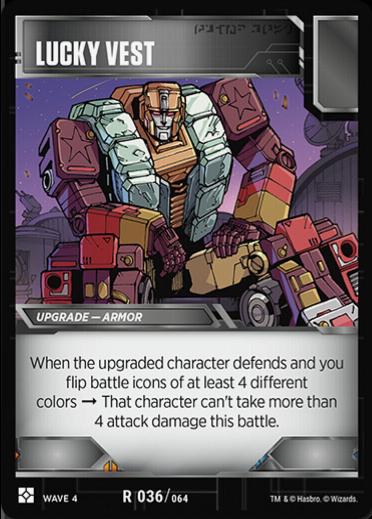 LUCKY VEST
UPGRADE — ARMOR
When the upgraded character defends and you
flip battle icons of at least 4 different
colors → That character can't take more than
4 attack damage this battle.
WAVE 4 R 036/064 TM & © Hasbro. © Wizards.